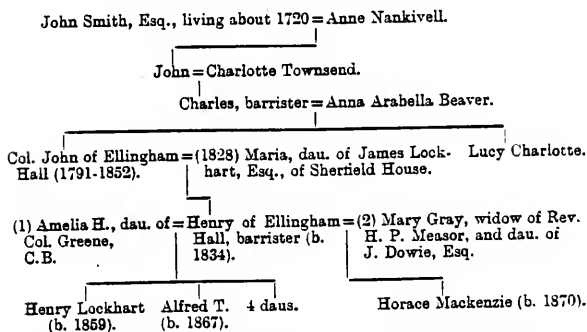 John Smith, Esq., living about 1720 = Anne Nankivell.
John = Charlotte Townsend.
Charles, barrister = Anna Arabella Beaver.
Col. John of Ellingham = (1828) Maria, dau. of James Lock- Lucy Charlotte.
Hall (1791-1852). hart, Esq., of Sherfield House.
(1) Amelia H., dau. of = Henry of Ellingham = (2) Mary Gray, widow of Rev.
Col. Greene, Hall, barrister (b. H. P. Measor, and dau. of
C.B. 1834). J. Dowie, Esq.
Henry Lockhart Alfred T. 4 daus. Horace Mackenzie (b. 1870).
(b. 1859). (b. 1867).